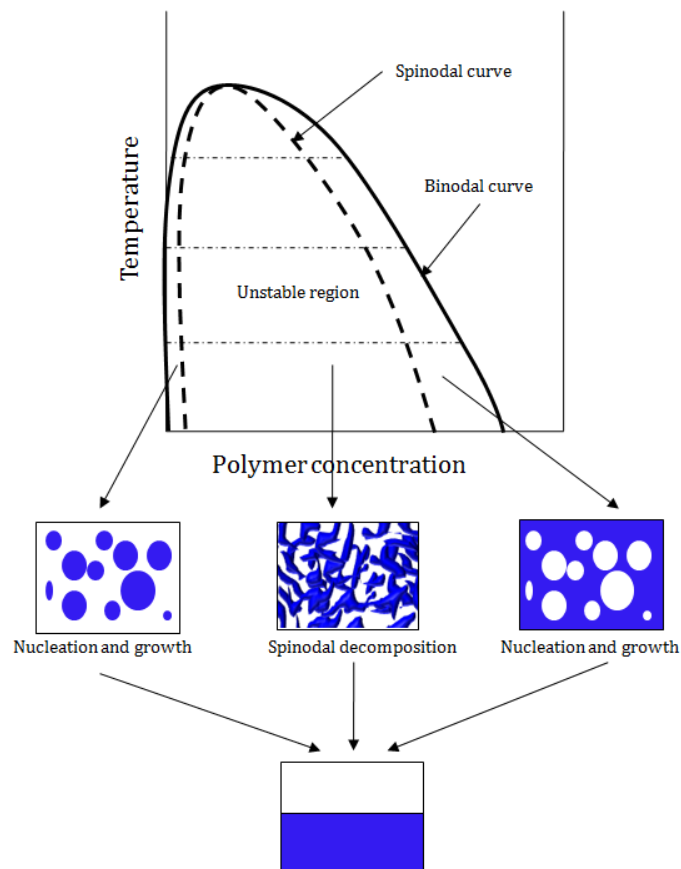 Spinodal curve
Binodal curve
Temperature
Unstable region
Polymer concentration
Nucleation and growth
Spinodal decomposition
Nucleation and growth